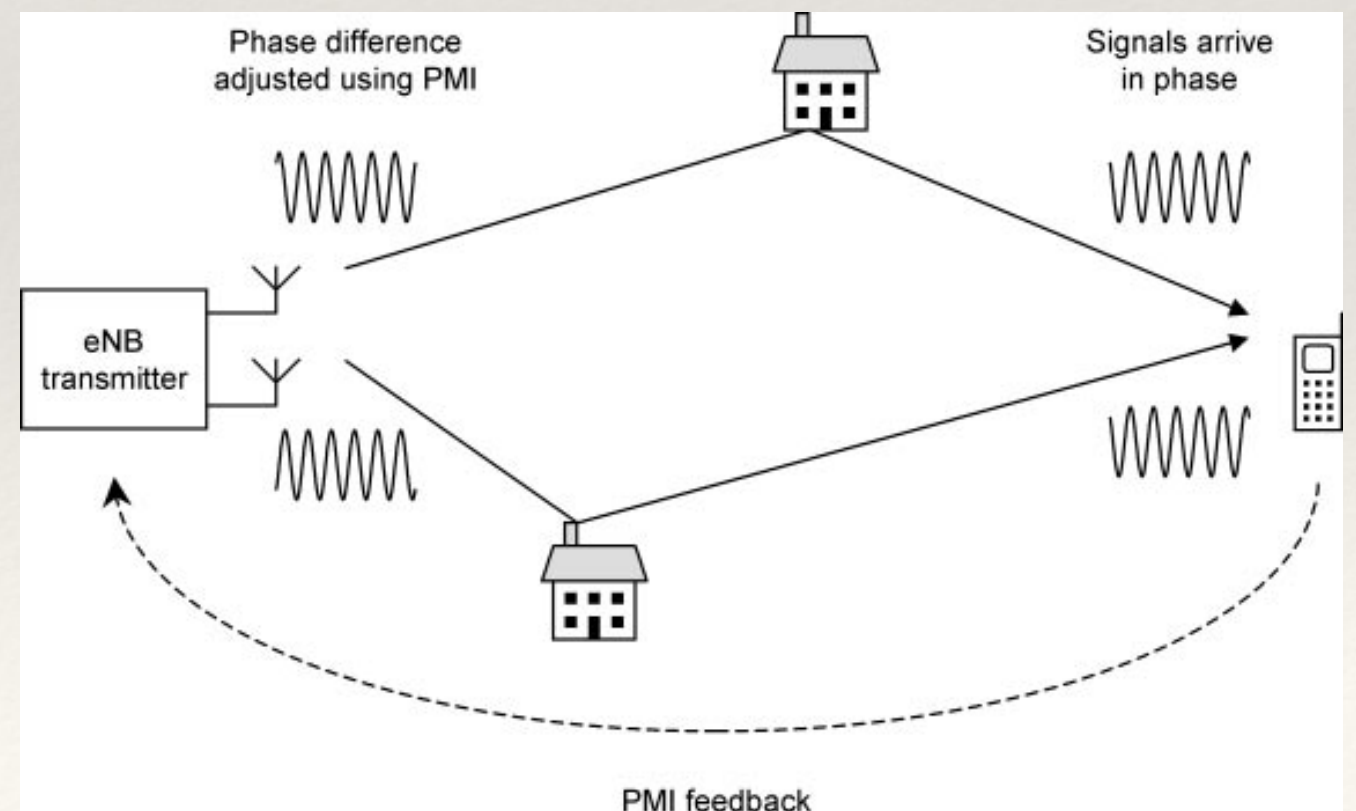 Phase difference
adjusted using PMI
Signals arrive
in phase
eNB
transmitter
PMI feedback